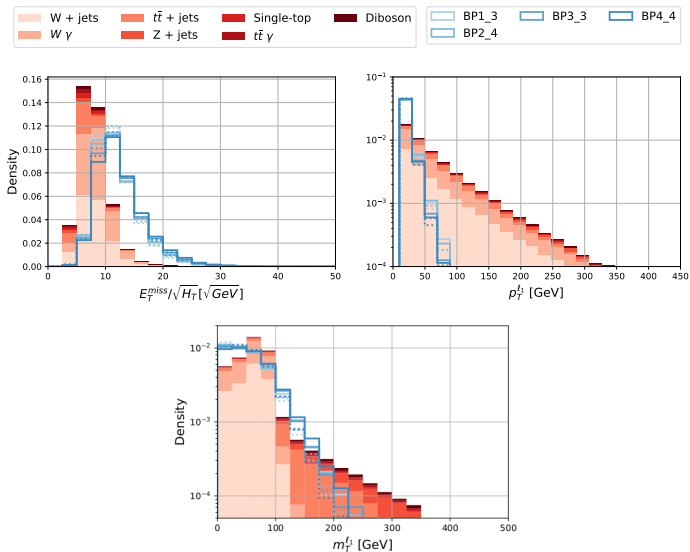 W + jets
W γ
tt̄ + jets
Z + jets
Single-top
tt̄ γ
Diboson
BP1_3
BP2_4
BP3_3
BP4_4
0.16
0.14
0.12
0.10
0.08
0.06
0.04
0.02
0.00
Density
0 10 20 30 40 50
E_T^{miss}/√H_T[√GeV]
10⁻¹
10⁻²
10⁻³
10⁻⁴
0 50 100 150 200 250 300 350 400 450
p_T^{ℓ₁} [GeV]
10⁻²
10⁻³
10⁻⁴
Density
0 100 200 300 400 500
m_T^{ℓ₁} [GeV]